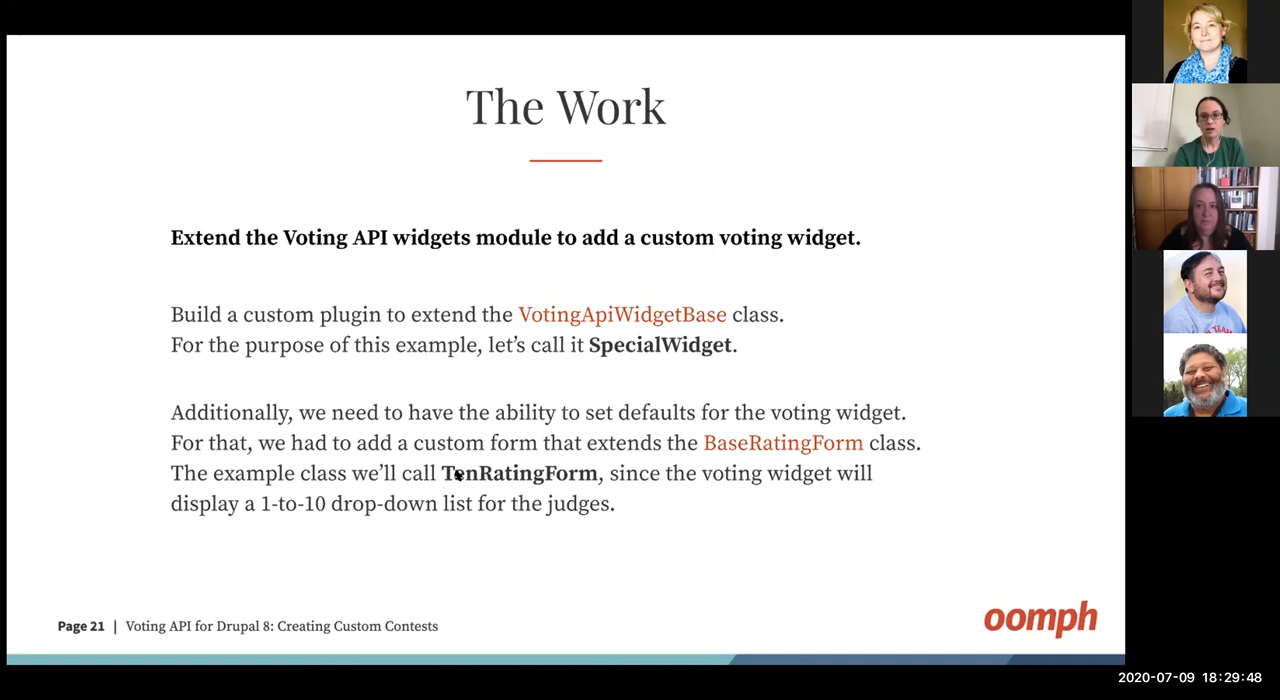 The Work
Extend the Voting API widgets module to add a custom voting widget.
Build a custom plugin to extend the VotingApiWidgetBase class.
For the purpose of this example, let’s call it SpecialWidget.
Additionally, we need to have the ability to set defaults for the voting widget.
For that, we had to add a custom form that extends the BaseRatingForm class.
The example class we’ll call TenRatingForm, since the voting widget will
display a 1-to-10 drop-down list for the judges.
Page 21 | Voting API for Drupal 8: Creating Custom Contests
oomph
2020-07-09 18:29:48